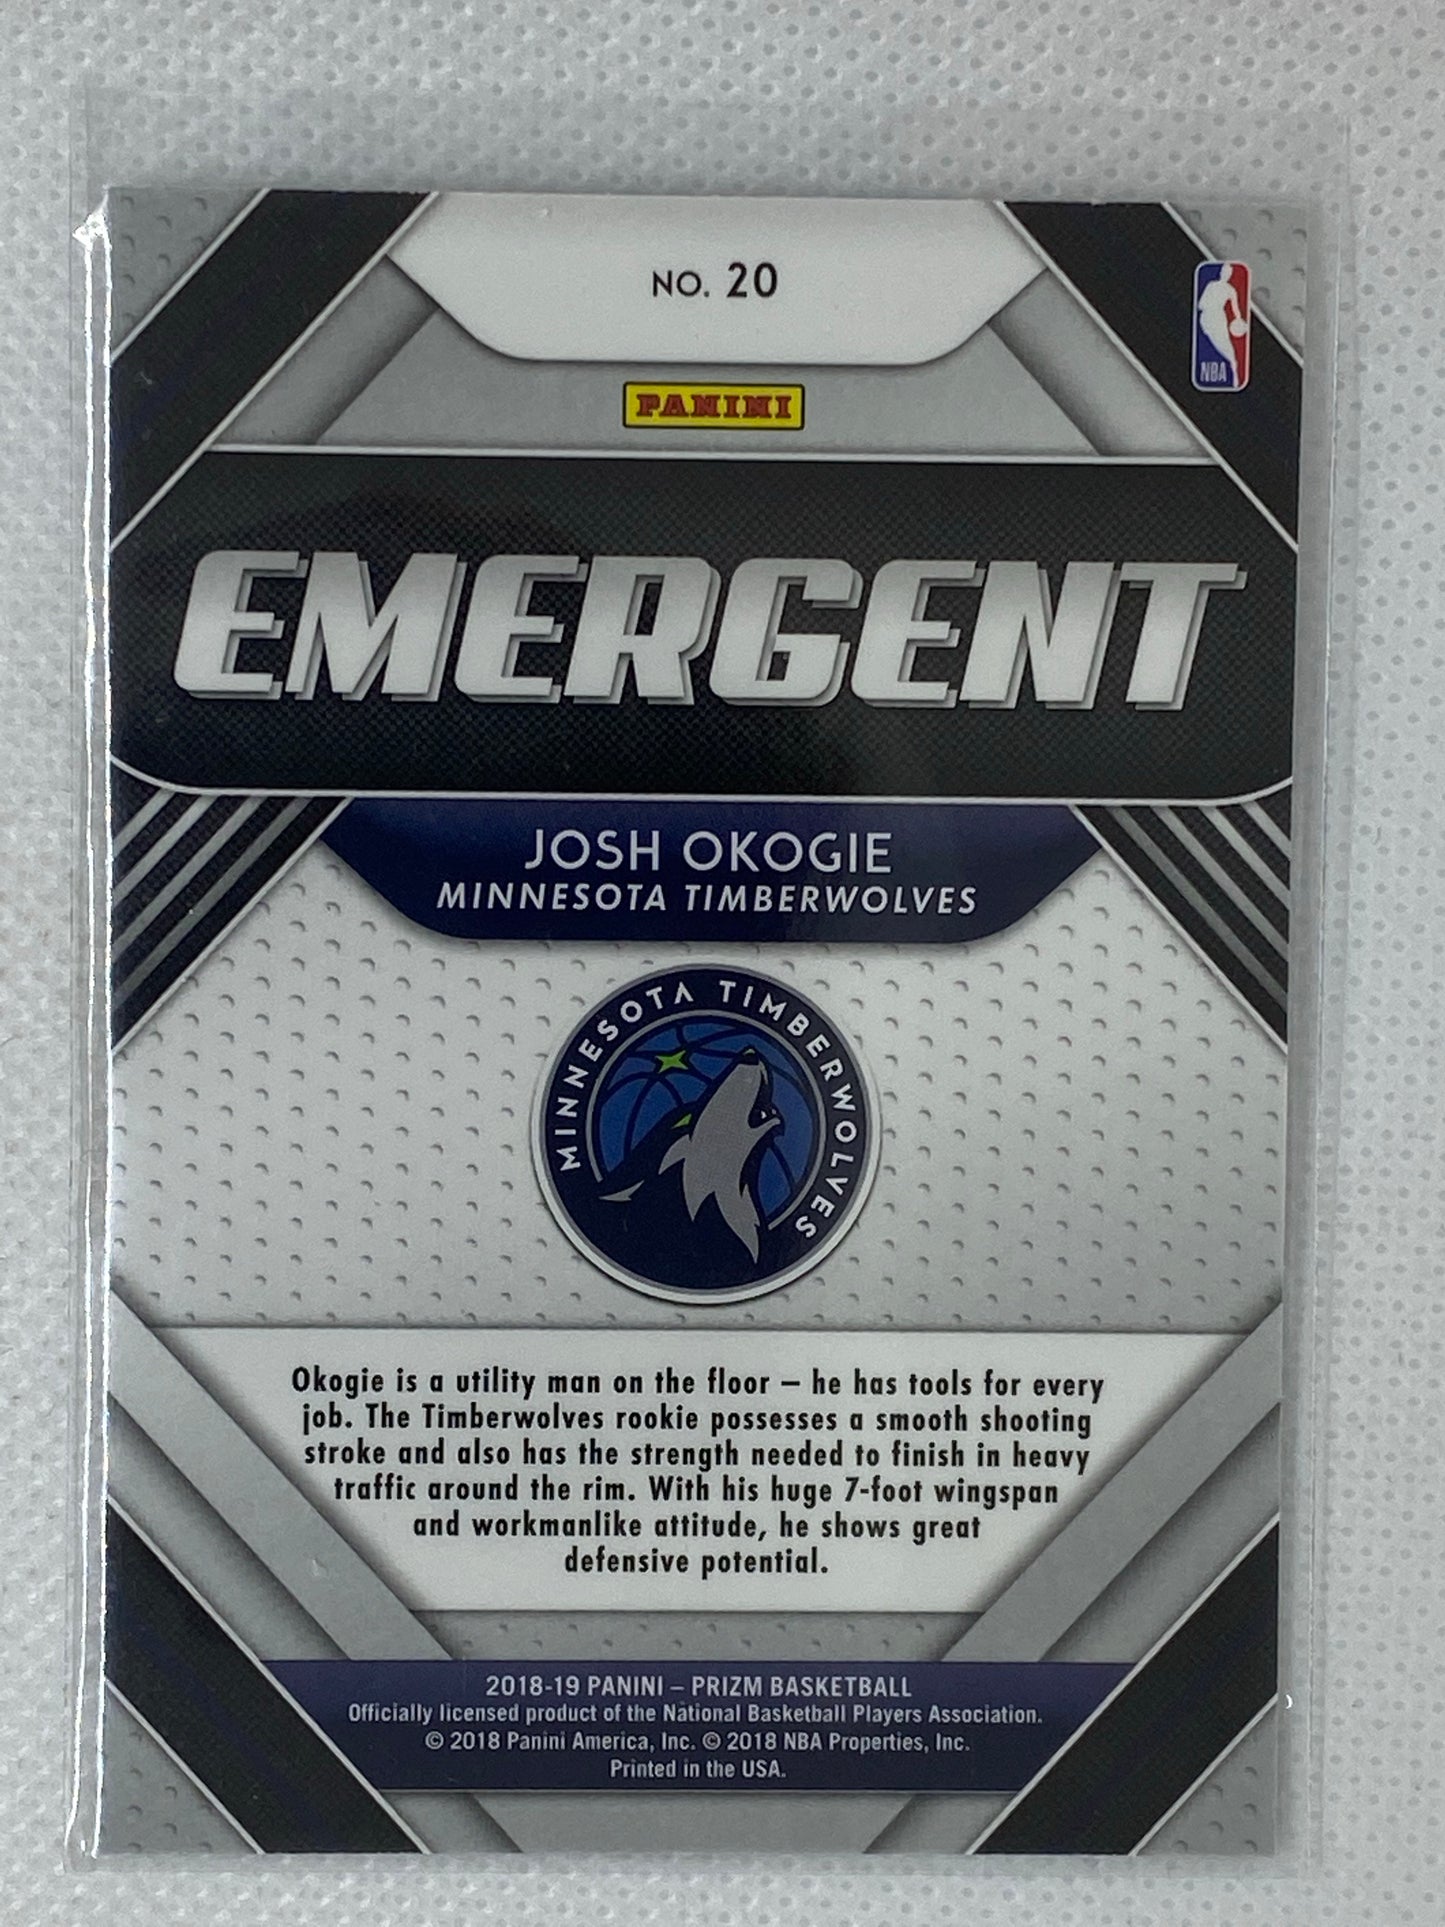 NO. 20
NBA
PANINI
EMERGENT
JOSH OKOGIE
MINNESOTA TIMBERWOLVES
MINNESOTA TIMBERWOLVES
Okogie is a utility man on the floor – he has tools for every
job. The Timberwolves rookie possesses a smooth shooting
stroke and also has the strength needed to finish in heavy
traffic around the rim. With his huge 7-foot wingspan
and workmanlike attitude, he shows great
defensive potential.
2018-19 PANINI – PRIZM BASKETBALL
Officially licensed product of the National Basketball Players Association.
© 2018 Panini America, Inc. © 2018 NBA Properties, Inc.
Printed in the USA.